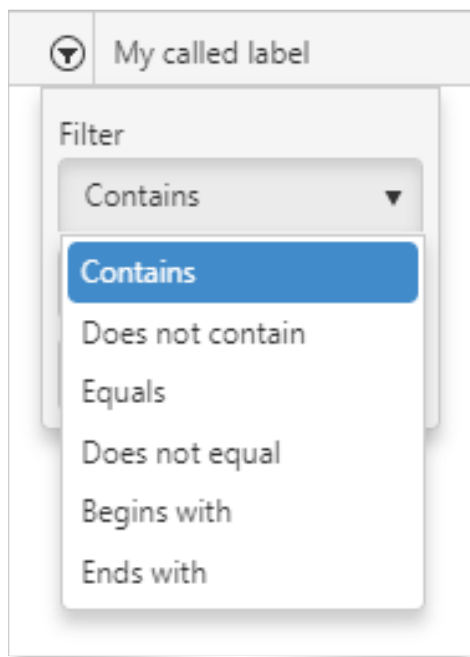 My called label
Filter
Contains
Contains
Does not contain
Equals
Does not equal
Begins with
Ends with